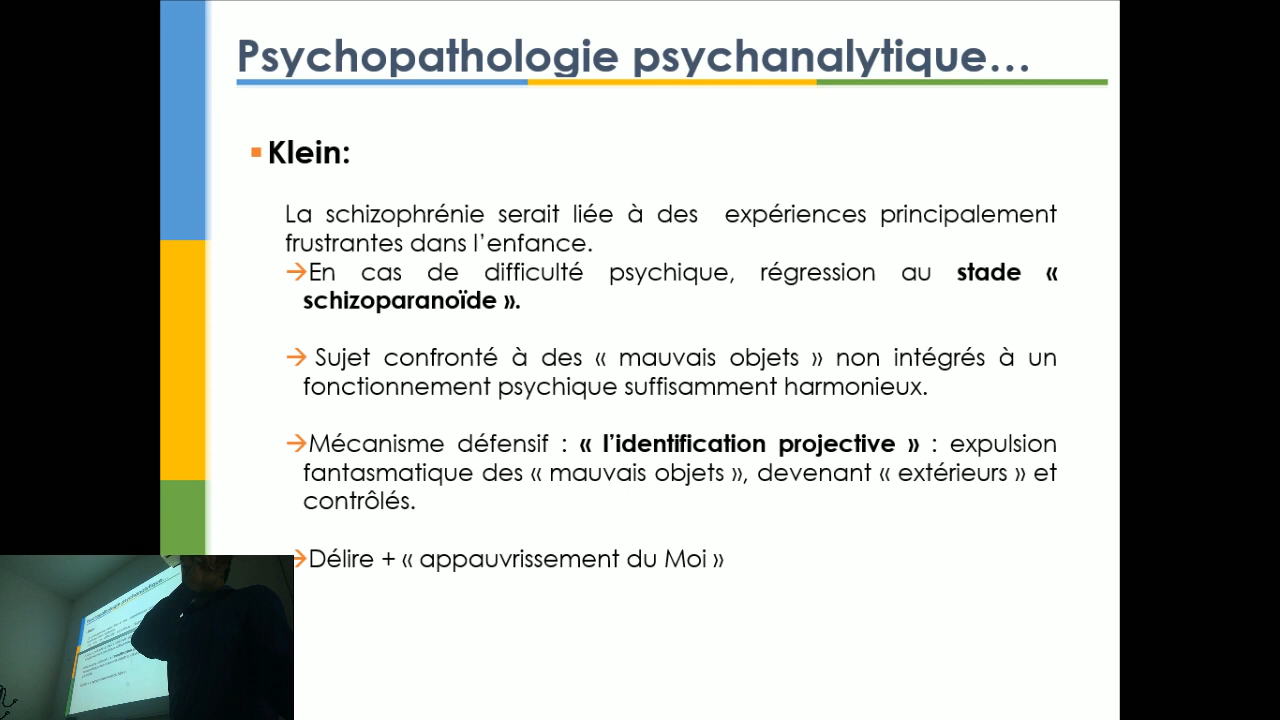 Psychopathologie psychanalytique…
Klein:
La schizophrénie serait liée à des expériences principalement
frustrantes dans l'enfance.
→En cas de difficulté psychique, régression au stade «
schizoparanoïde ».
→ Sujet confronté à des « mauvais objets » non intégrés à un
fonctionnement psychique suffisamment harmonieux.
→Mécanisme défensif : « l'identification projective » : expulsion
fantasmatique des « mauvais objets », devenant « extérieurs » et
contrôlés.
→Délire + « appauvrissement du Moi »